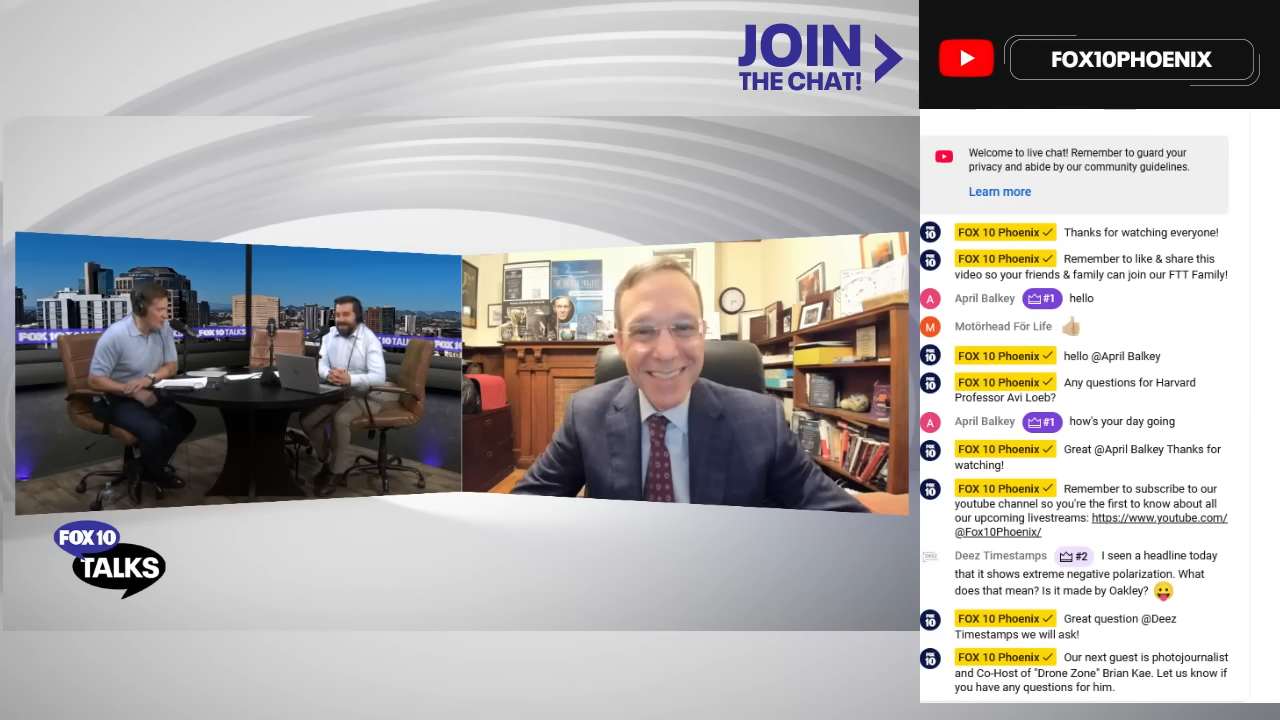 JOIN
THE CHAT!
FOX10PHOENIX
Welcome to live chat! Remember to guard your
privacy and abide by our community guidelines.
Learn more
FOX 10 Phoenix Thanks for watching everyone!
FOX 10 Phoenix Remember to like & share this
video so your friends & family can join our FTT Family!
A April Balkey #1 hello
M Motörhead För Life
FOX 10 Phoenix hello @April Balkey
FOX 10 Phoenix Any questions for Harvard
Professor Avi Loeb?
A April Balkey #1 how's your day going
FOX 10 Phoenix Great @April Balkey Thanks for
watching!
FOX 10 Phoenix Remember to subscribe to our
youtube channel so you're the first to know about all
our upcoming livestreams: https://www.youtube.com/
@Fox10Phoenix/
Deez Timestamps #2 I seen a headline today
that it shows extreme negative polarization. What
does that mean? Is it made by Oakley?
FOX 10 Phoenix Great question @Deez
Timestamps we will ask!
FOX 10 Phoenix Our next guest is photojournalist
and Co-Host of "Drone Zone" Brian Kae. Let us know if
you have any questions for him.
FOX 10 TALKS
FOX 10
TALKS